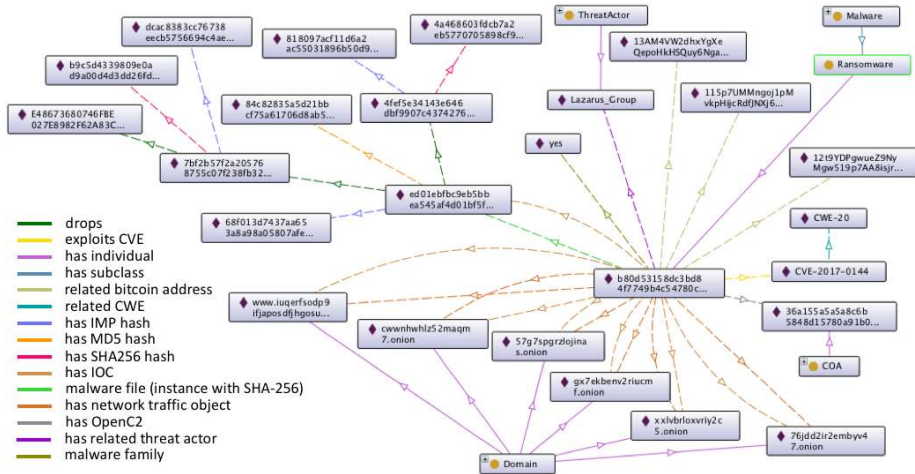 dcac8383cc76738
eecb5756694c4ae...
818097acf11d6a2
ac55031896b50d9...
4a468603fdcb7a2
eb5770705898cf9...
ThreatActor
13AM4VW2dhxYgXe
QepoHkHSQuy6Nga...
Malware
b9c5d4339809e0a
d9a00d4d3dd26fd...
Ransomware
E48673680746FBE
027E8982F62A83C...
84c82835a5d21bb
cf75a61706d8ab5...
4fef5e34143e646
dbf9907c4374276...
Lazarus_Group
115p7UMMngoj1pM
vkpHijcRdfJNXj6...
7bf2b57f2a20576
8755c07f238fb32...
yes
12t9YDPgwueZ9Ny
MgwS19p7AA8isjr...
ed01ebfbc9eb5bb
ea545af4d01bf5f...
68f013d7437aa65
3a8a98a05807afe...
CWE-20
b80d53158dc3bd8
4f7749b4c54780c...
CVE-2017-0144
www.iuqerfsodp9
ifjaposdfjhgosu...
cwwnhwhlz52maqm
7.onion
57g7spgrzlojina
s.onion
36a155a5a5a8c6b
5848d15780a91b0...
gx7ekbenv2riucm
f.onion
COA
xxlvbrloxvriy2c
5.onion
76jdd2ir2embyv4
7.onion
Domain
drops
exploits CVE
has individual
has subclass
related bitcoin address
related CWE
has IMP hash
has MD5 hash
has SHA256 hash
has IOC
malware file (instance with SHA-256)
has network traffic object
has OpenC2
has related threat actor
malware family